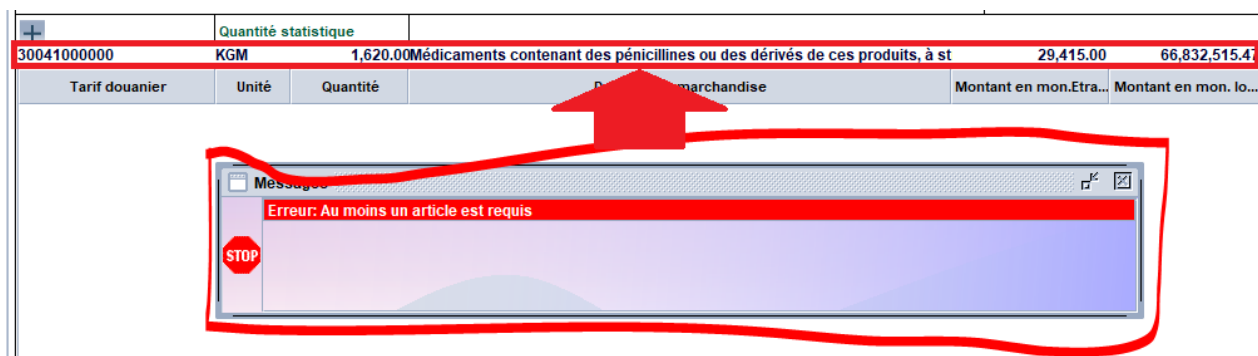 Quantité statistique
30041000000 KGM 1,620.00 Médicaments contenant des pénicillines ou des dérivés de ces produits, à st 29,415.00 66,832,515.47
Tarif douanier Unité Quantité marchandise Montant en mon.Etra... Montant en mon. lo...
Messages
Erreur: Au moins un article est requis
STOP